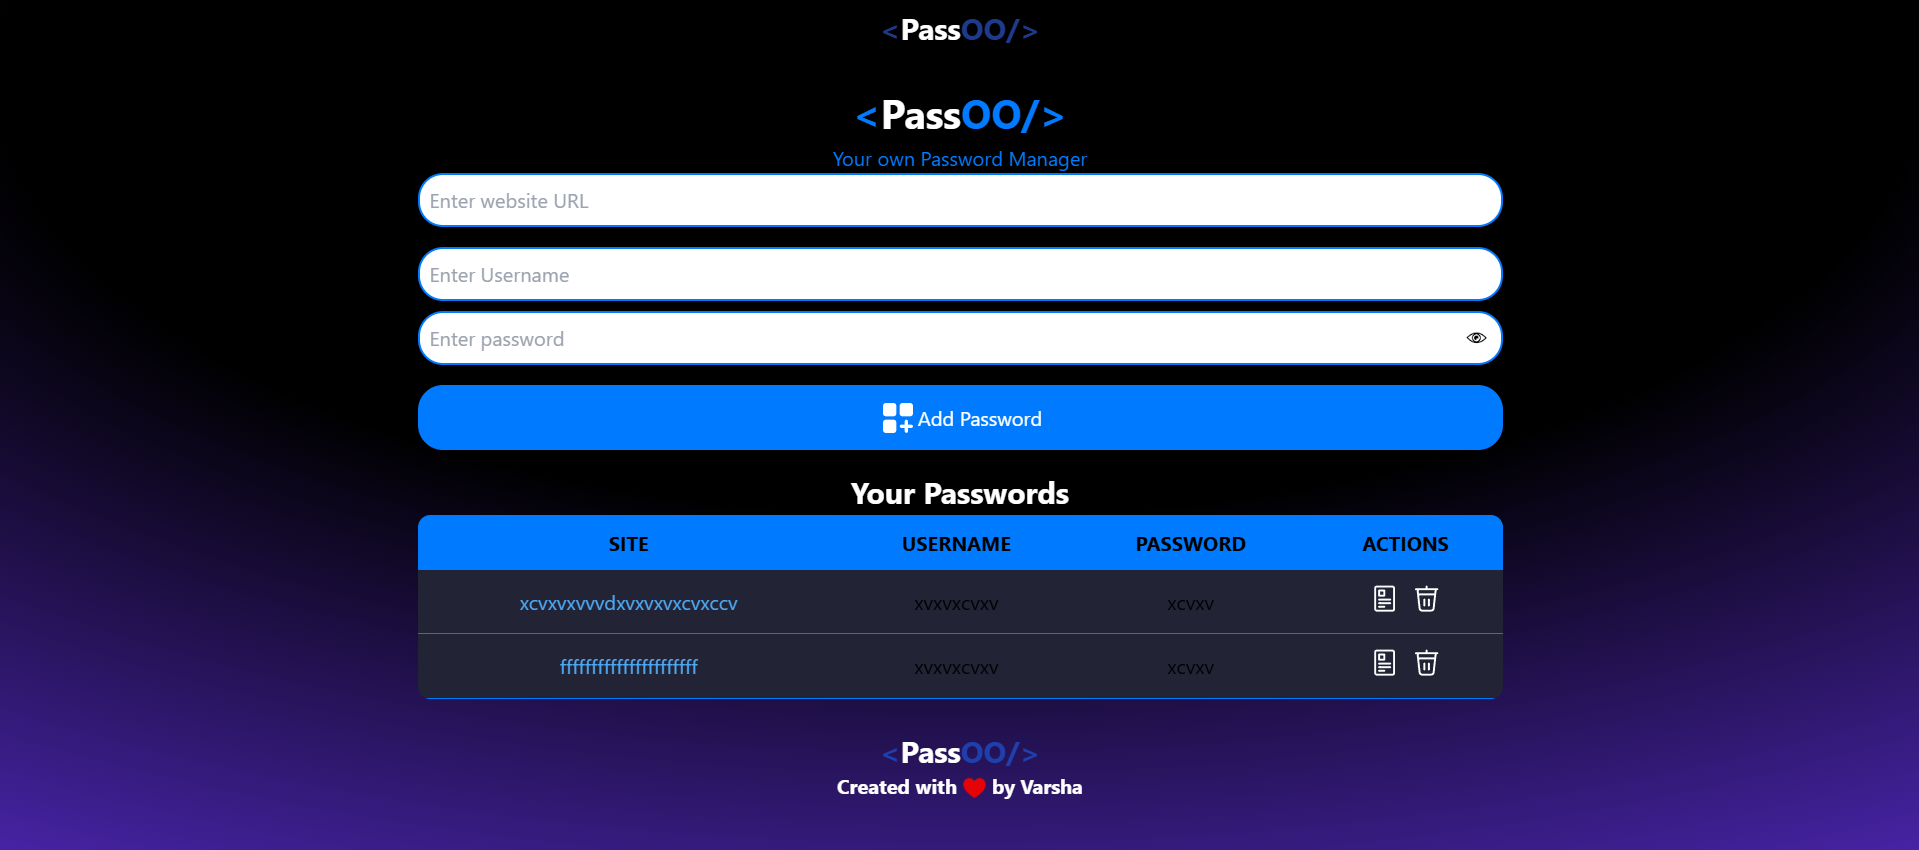 <PassOO/>
<PassOO/>
Your own Password Manager
Enter website URL
Enter Username
Enter password
Add Password
Your Passwords
SITE USERNAME PASSWORD ACTIONS
xcvxvxvvvdxvxvxvxcvxccv xvxvxcvxv xcvxv
ffffffffffffffffffffff xvxvxcvxv xcvxv
<PassOO/>
Created with ❤ by Varsha